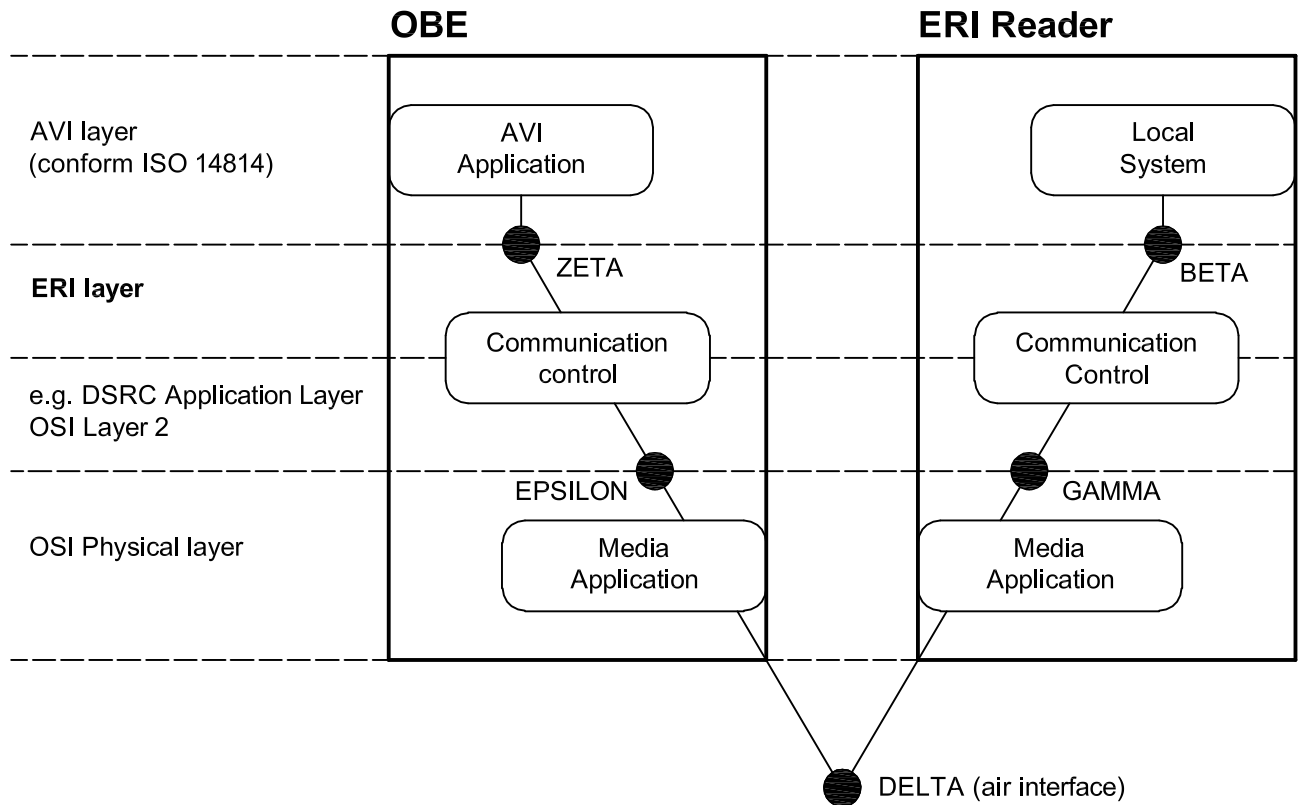 OBE
ERI Reader
AVI layer
(conform ISO 14814)
AVI
Application
Local
System
ZETA
BETA
ERI layer
Communication
control
Communication
Control
e.g. DSRC Application Layer
OSI Layer 2
EPSILON
GAMMA
OSI Physical layer
Media
Application
Media
Application
DELTA (air interface)